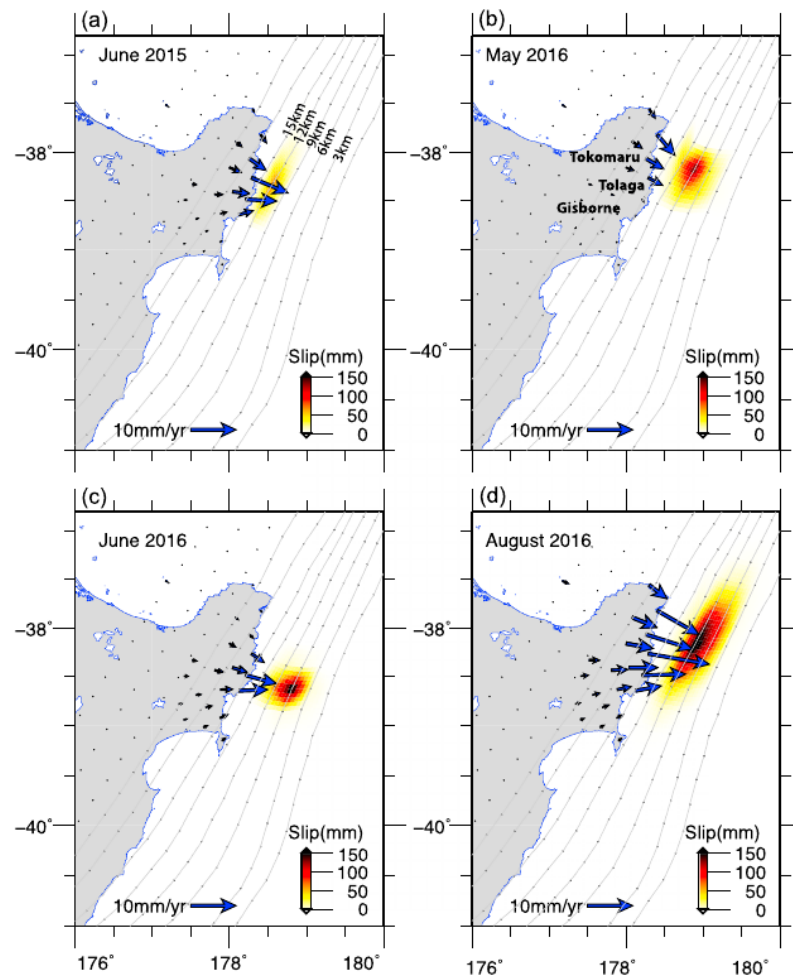 (a)
June 2015
15km
12km
9km
6km
3km
−38
−40
Slip(mm)
150
100
50
0
10mm/yr
(b)
May 2016
Tokomaru
Tolaga
Gisborne
−38
−40
Slip(mm)
150
100
50
0
10mm/yr
(c)
June 2016
−38
−40
Slip(mm)
150
100
50
0
10mm/yr
176˚
178˚
180˚
(d)
August 2016
−38
−40
Slip(mm)
150
100
50
0
10mm/yr
176˚
178˚
180˚